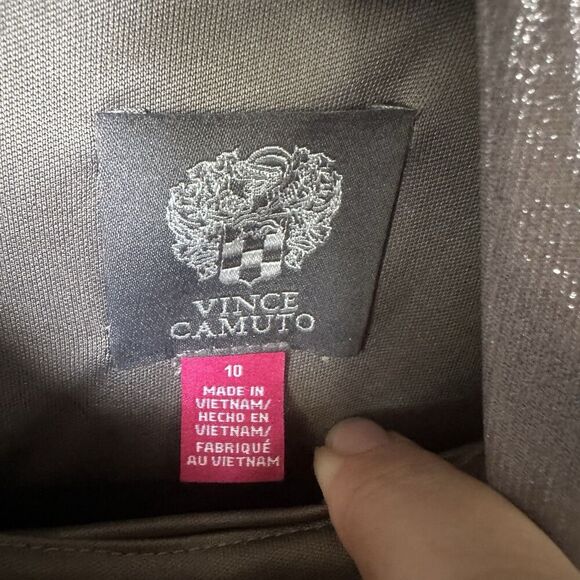 VINCE
CAMUTO
10
MADE IN
VIETNAM/
HECHO EN
VIETNAM/
FABRIQUÉ
AU VIETNAM